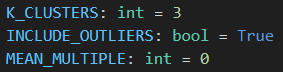 K_CLUSTERS: int = 3
INCLUDE_OUTLIERS: bool = True
MEAN_MULTIPLE: int = 0